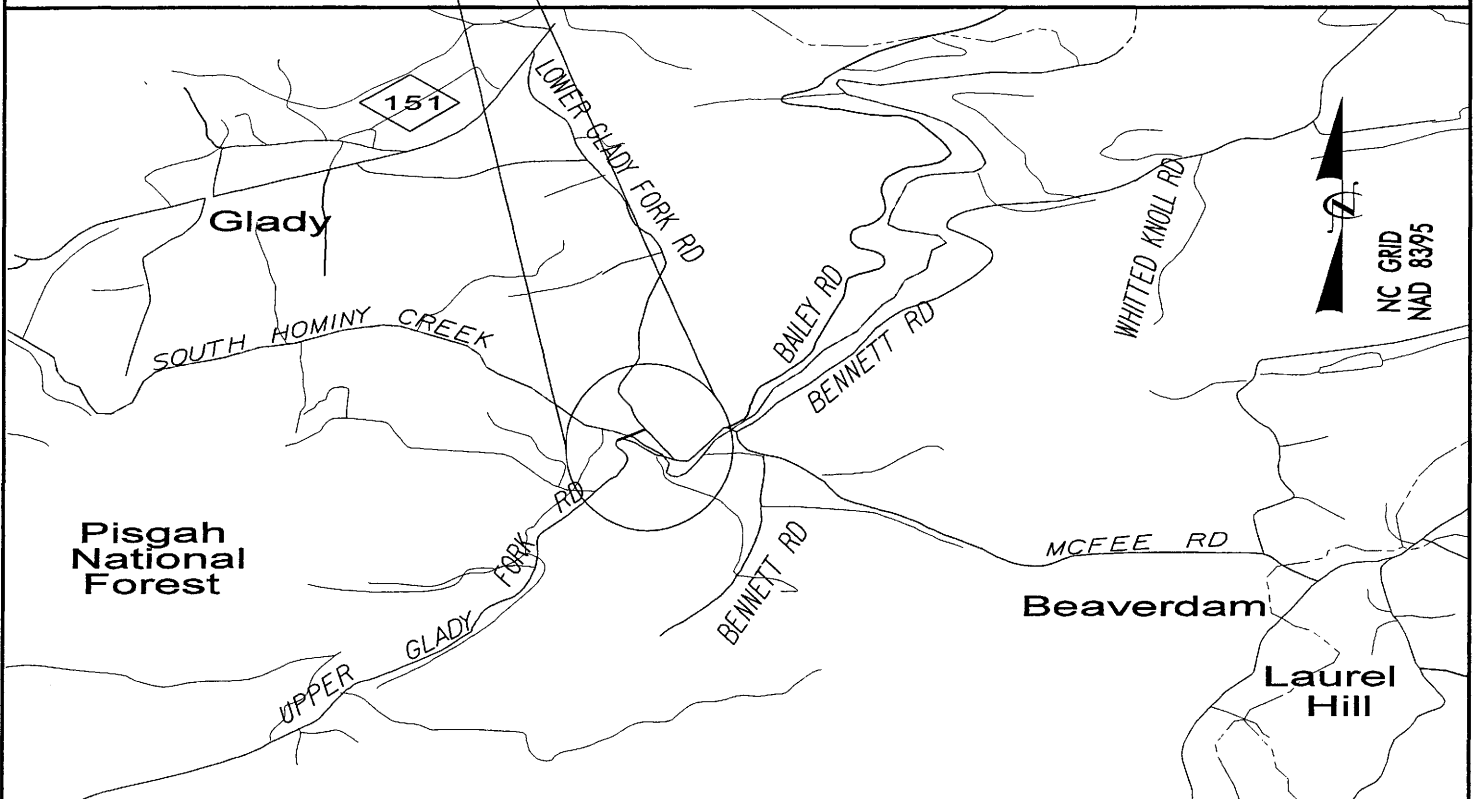 151
LOWER GLADY FORK RD
Glady
WHITTED KNOLL RD
NC GRID
NAD 83/95
BAILEY RD
SOUTH HOMINY CREEK
BENNETT RD
Pisgah
National
Forest
UPPER GLADY FORK RD
BENNETT RD
MCFEE RD
Beaverdam
Laurel
Hill